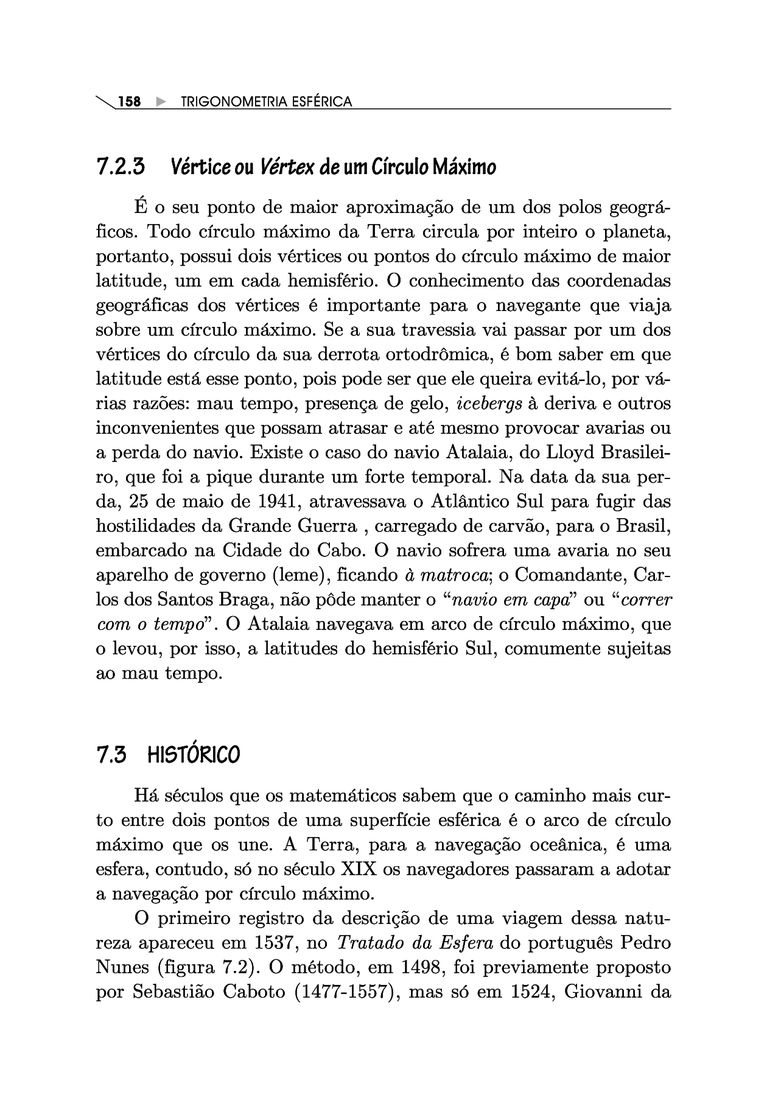 158 ▶ TRIGONOMETRIA ESFÉRICA
7.2.3 Vértice ou Vértex de um Círculo Máximo
É o seu ponto de maior aproximação de um dos polos geográ-
ficos. Todo círculo máximo da Terra circula por inteiro o planeta,
portanto, possui dois vértices ou pontos do círculo máximo de maior
latitude, um em cada hemisfério. O conhecimento das coordenadas
geográficas dos vértices é importante para o navegante que viaja
sobre um círculo máximo. Se a sua travessia vai passar por um dos
vértices do círculo da sua derrota ortodrômica, é bom saber em que
latitude está esse ponto, pois pode ser que ele queira evitá-lo, por vá-
rias razões: mau tempo, presença de gelo, icebergs à deriva e outros
inconvenientes que possam atrasar e até mesmo provocar avarias ou
a perda do navio. Existe o caso do navio Atalaia, do Lloyd Brasilei-
ro, que foi a pique durante um forte temporal. Na data da sua per-
da, 25 de maio de 1941, atravessava o Atlântico Sul para fugir das
hostilidades da Grande Guerra , carregado de carvão, para o Brasil,
embarcado na Cidade do Cabo. O navio sofrera uma avaria no seu
aparelho de governo (leme), ficando à matroca; o Comandante, Car-
los dos Santos Braga, não pôde manter o “navio em capa” ou “correr
com o tempo”. O Atalaia navegava em arco de círculo máximo, que
o levou, por isso, a latitudes do hemisfério Sul, comumente sujeitas
ao mau tempo.
7.3 HISTÓRICO
Há séculos que os matemáticos sabem que o caminho mais cur-
to entre dois pontos de uma superfície esférica é o arco de círculo
máximo que os une. A Terra, para a navegação oceânica, é uma
esfera, contudo, só no século XIX os navegadores passaram a adotar
a navegação por círculo máximo.
O primeiro registro da descrição de uma viagem dessa natu-
reza apareceu em 1537, no Tratado da Esfera do português Pedro
Nunes (figura 7.2). O método, em 1498, foi previamente proposto
por Sebastião Caboto (1477-1557), mas só em 1524, Giovanni da